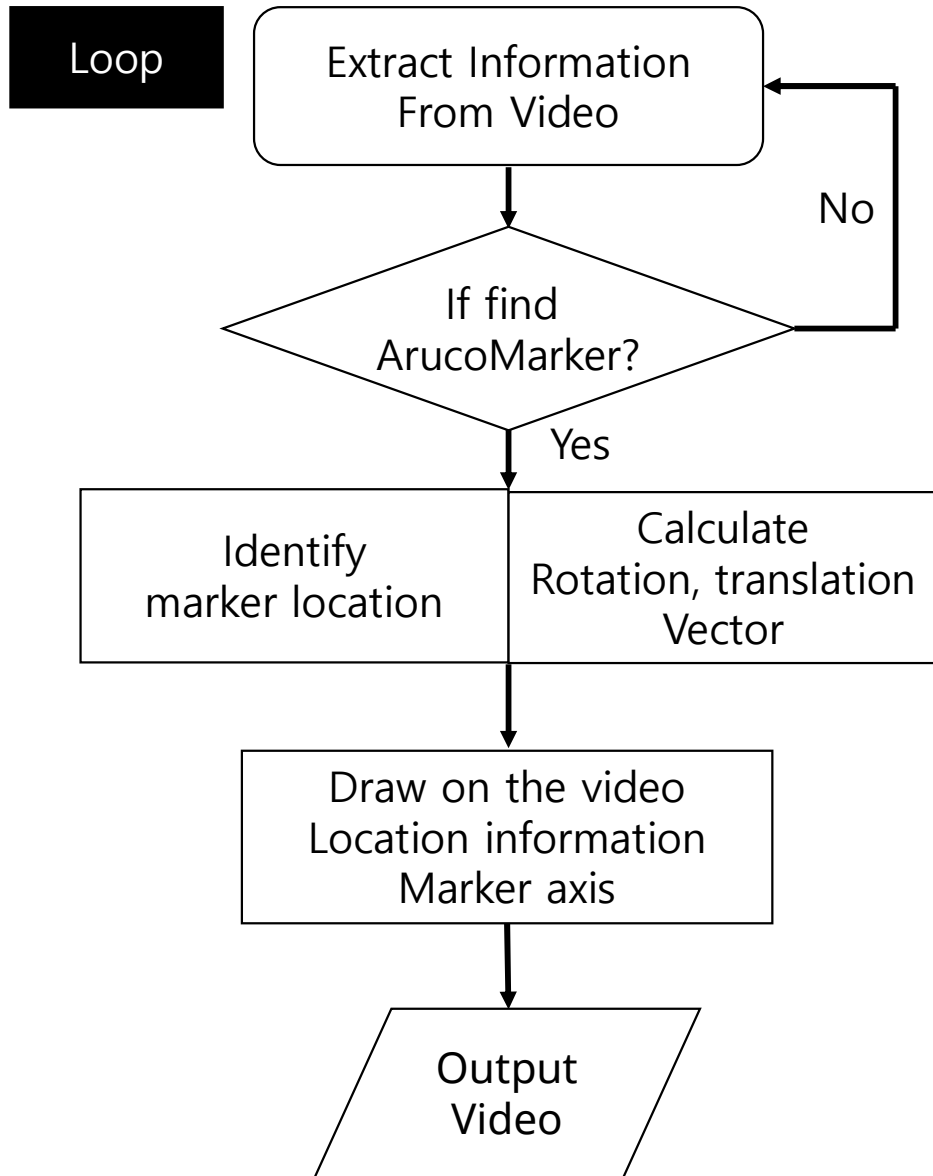 Loop
Extract Information
From Video
No
If find
ArucoMarker?
Yes
Identify
marker location
Calculate
Rotation, translation
Vector
Draw on the video
Location information
Marker axis
Output
Video